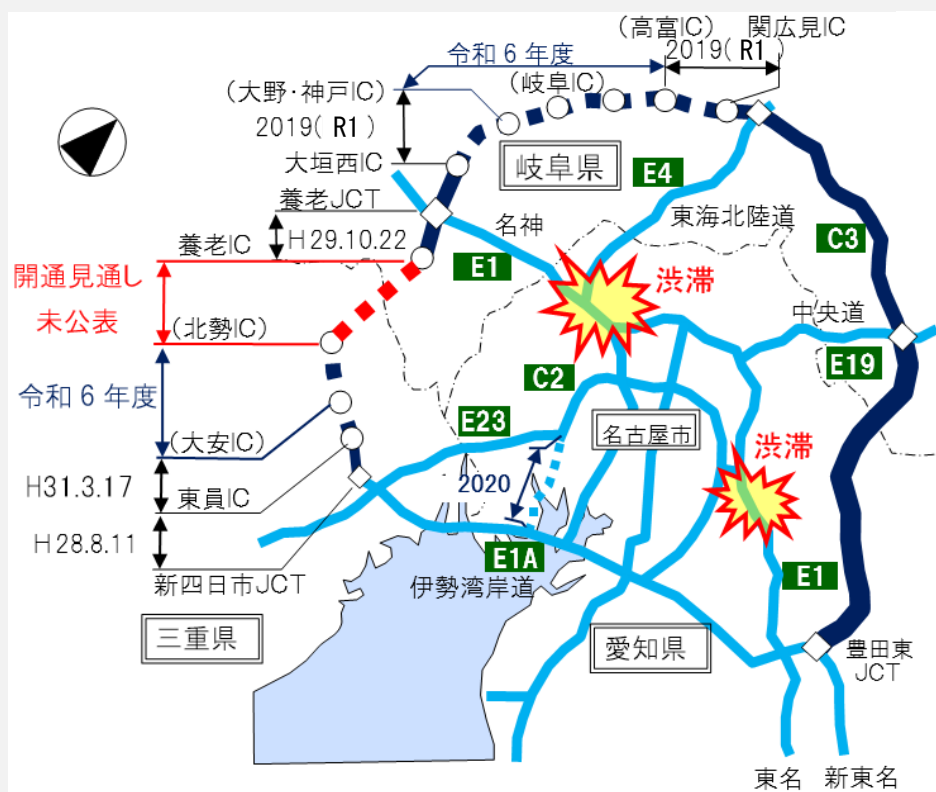 (高富IC)
関広見IC
令和6年度
2019(R1)
(岐阜IC)
(大野・神戸IC)
2019(R1)
大垣西IC
岐阜県
E4
養老JCT
名神
東海北陸道
C3
H29.10.22
養老IC
E1
渋滞
開通見通し
未公表
(北勢IC)
中央道
E19
C2
令和6年度
E23
名古屋市
(大安IC)
渋滞
2020
H31.3.17
東員IC
H28.8.11
E1A
新四日市JCT
伊勢湾岸道
E1
三重県
愛知県
豊田東
JCT
東名
新東名